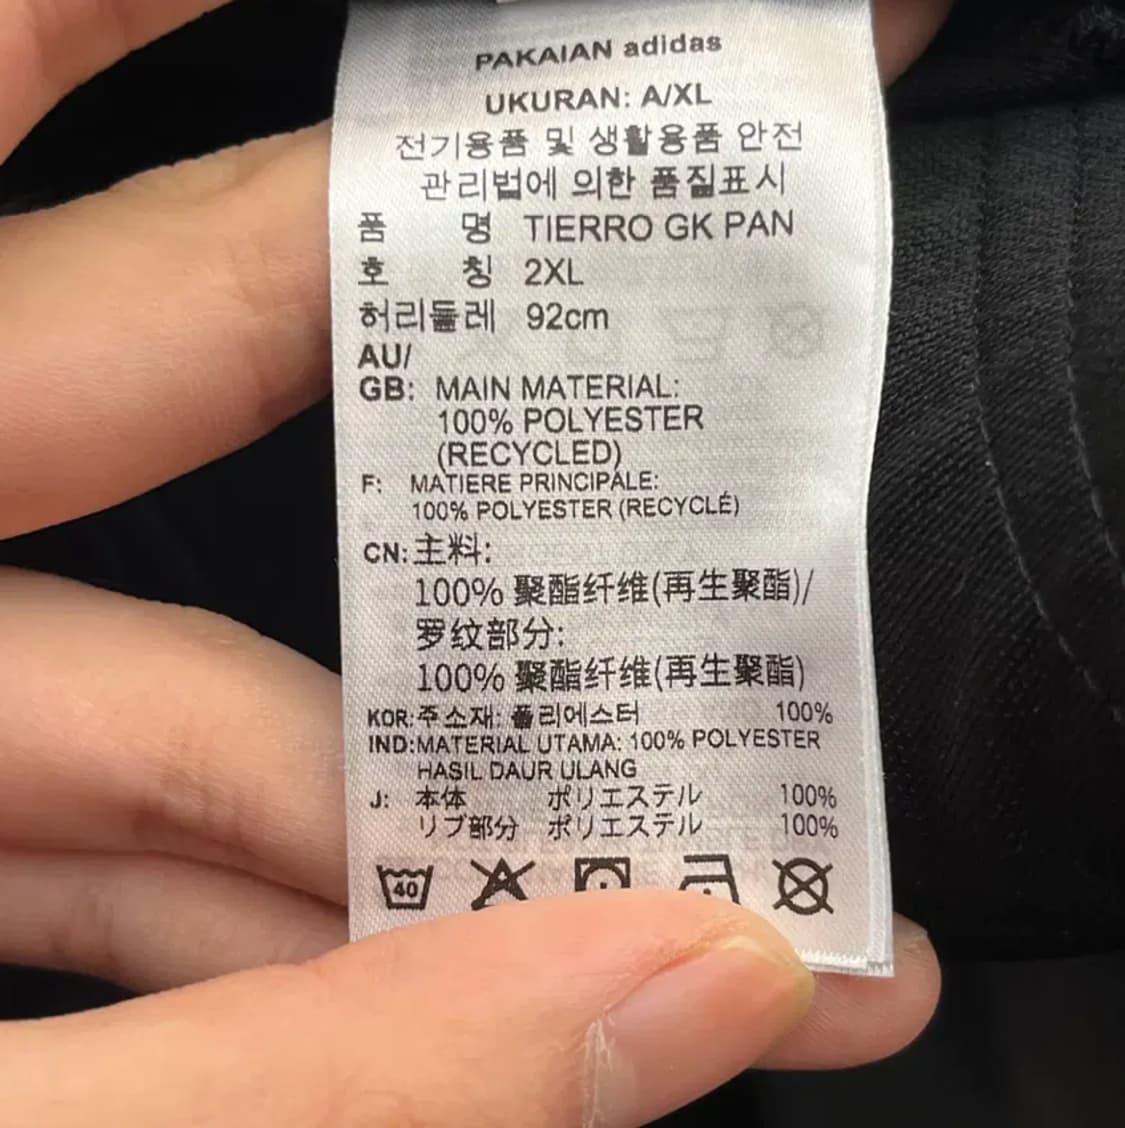 PAKAIAN adidas
UKURAN: A/XL
전기용품 및 생활용품 안전
관리법에 의한 품질표시
품 명 TIERRO GK PAN
호 칭 2XL
허리둘레 92cm
AU/
GB: MAIN MATERIAL:
100% POLYESTER
(RECYCLED)
F: MATIERE PRINCIPALE:
100% POLYESTER (RECYCLÉ)
CN: 主料:
100% 聚酯纤维(再生聚酯)/
罗纹部分:
100% 聚酯纤维(再生聚酯)
KOR: 주소재: 폴리에스터 100%
IND: MATERIAL UTAMA: 100% POLYESTER
HASIL DAUR ULANG
J: 本体 ポリエステル 100%
リブ部分 ポリエステル 100%
40